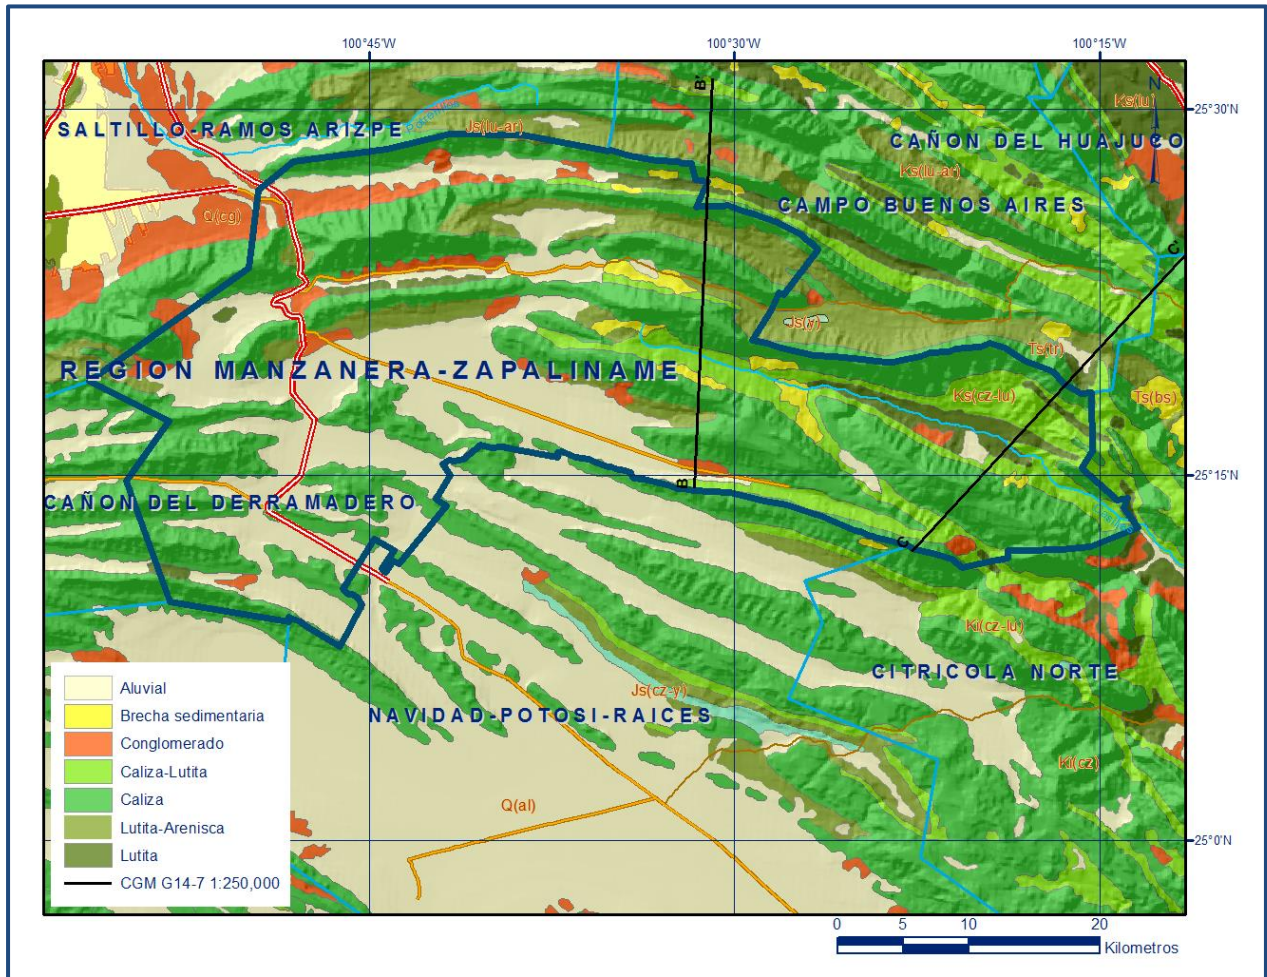 100°45'W
100°30'W
100°15'W
B'
N
Ks(lu)
25°30'N
SALTILLO-RAMOS ARIZPE
Js(lu-ar)
CAÑON DEL HUAJUCO
Ks(lu-ar)
CAMPO BUENOS AIRES
Q(cg)
C'
Js(y)
Ts(tr)
REGION MANZANERA-ZAPALINAME
Ks(cz-lu)
Ts(bs)
25°15'N
B
CAÑON DEL DERRAMADERO
C
Ki(cz-lu)
CITRICOLA NORTE
Js(cz-y)
NAVIDAD-POTOSI-RAICES
Ki(cz)
Q(al)
25°0'N
Aluvial
Brecha sedimentaria
Conglomerado
Caliza-Lutita
Caliza
Lutita-Arenisca
Lutita
CGM G14-7 1:250,000
0 5 10 20
Kilometros